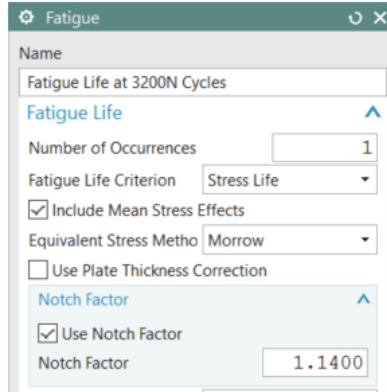 Fatigue
Name
Fatigue Life at 3200N Cycles
Fatigue Life
Number of Occurrences 1
Fatigue Life Criterion Stress Life
Include Mean Stress Effects
Equivalent Stress Metho Morrow
Use Plate Thickness Correction
Notch Factor
Use Notch Factor
Notch Factor 1.1400